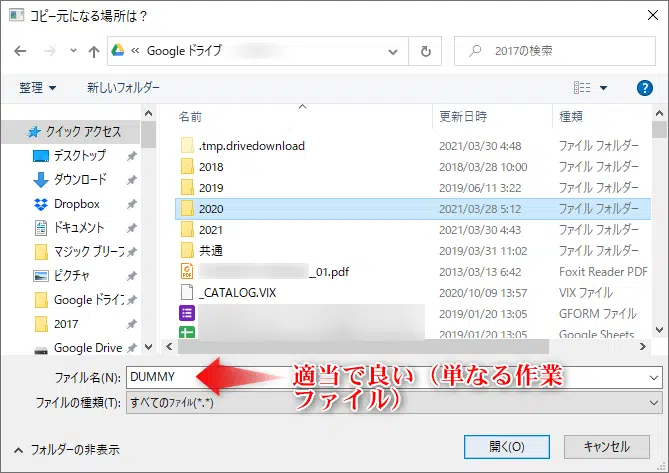 コピー元になる場所は？
« Google ドライブ
2017の検索
整理
新しいフォルダー
名前
更新日時
種類
クイック アクセス
デスクトップ
ダウンロード
Dropbox
ドキュメント
マジック ブリーフ
ピクチャ
Google ドライブ
2017
Google Drive
.tmp.drivedownload 2021/03/30 4:48 ファイル フォルダー
2018 2018/03/28 10:00 ファイル フォルダー
2019 2019/06/11 3:22 ファイル フォルダー
2020 2021/03/28 5:12 ファイル フォルダー
2021 2021/03/30 4:43 ファイル フォルダー
共通 2019/03/31 11:02 ファイル フォルダー
_01.pdf 2013/03/13 6:42 Foxit Reader PDF
_CATALOG.VIX 2020/10/09 13:57 VIX ファイル
2019/01/20 13:05 GFORM ファイル
2019/01/20 13:05 Google Sheets
ファイル名(N): DUMMY
適当で良い（単なる作業
ファイル）
ファイルの種類(T): すべてのファイル(*.*)
フォルダーの非表示
開く(O)
キャンセル